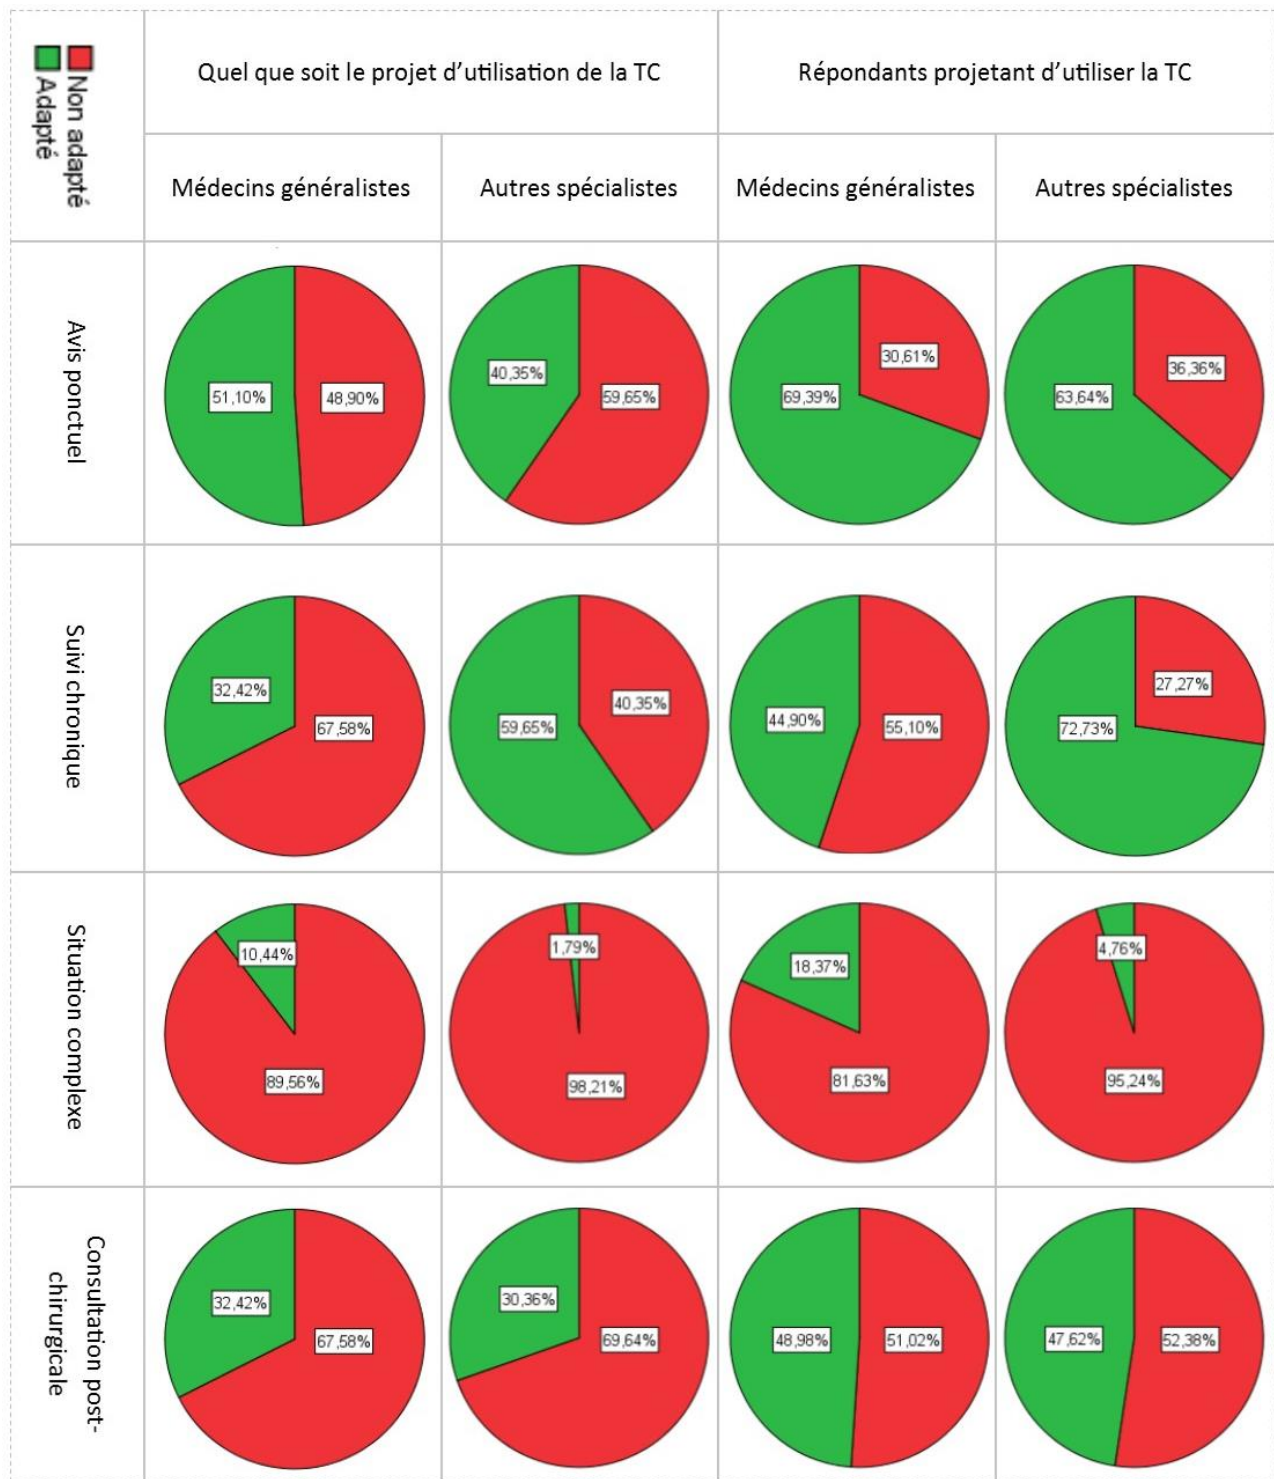 Non adapté
Adapté
Quel que soit le projet d’utilisation de la TC
Répondants projetant d’utiliser la TC
Médecins généralistes
Autres spécialistes
Médecins généralistes
Autres spécialistes
Avis ponctuel
51,10%
48,90%
40,35%
59,65%
69,39%
30,61%
63,64%
36,36%
Suivi chronique
32,42%
67,58%
59,65%
40,35%
44,90%
55,10%
72,73%
27,27%
Situation complexe
10,44%
89,56%
1,79%
98,21%
18,37%
81,63%
4,76%
95,24%
Consultation post-
chirurgicale
32,42%
67,58%
30,36%
69,64%
48,98%
51,02%
47,62%
52,38%